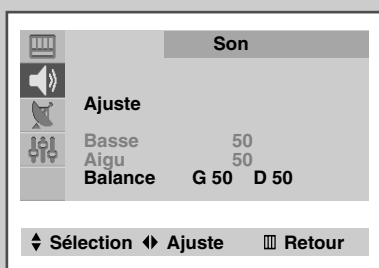 Son
Ajuste
Basse 50
Aigu 50
Balance G 50 D 50
Sélection Ajuste Retour